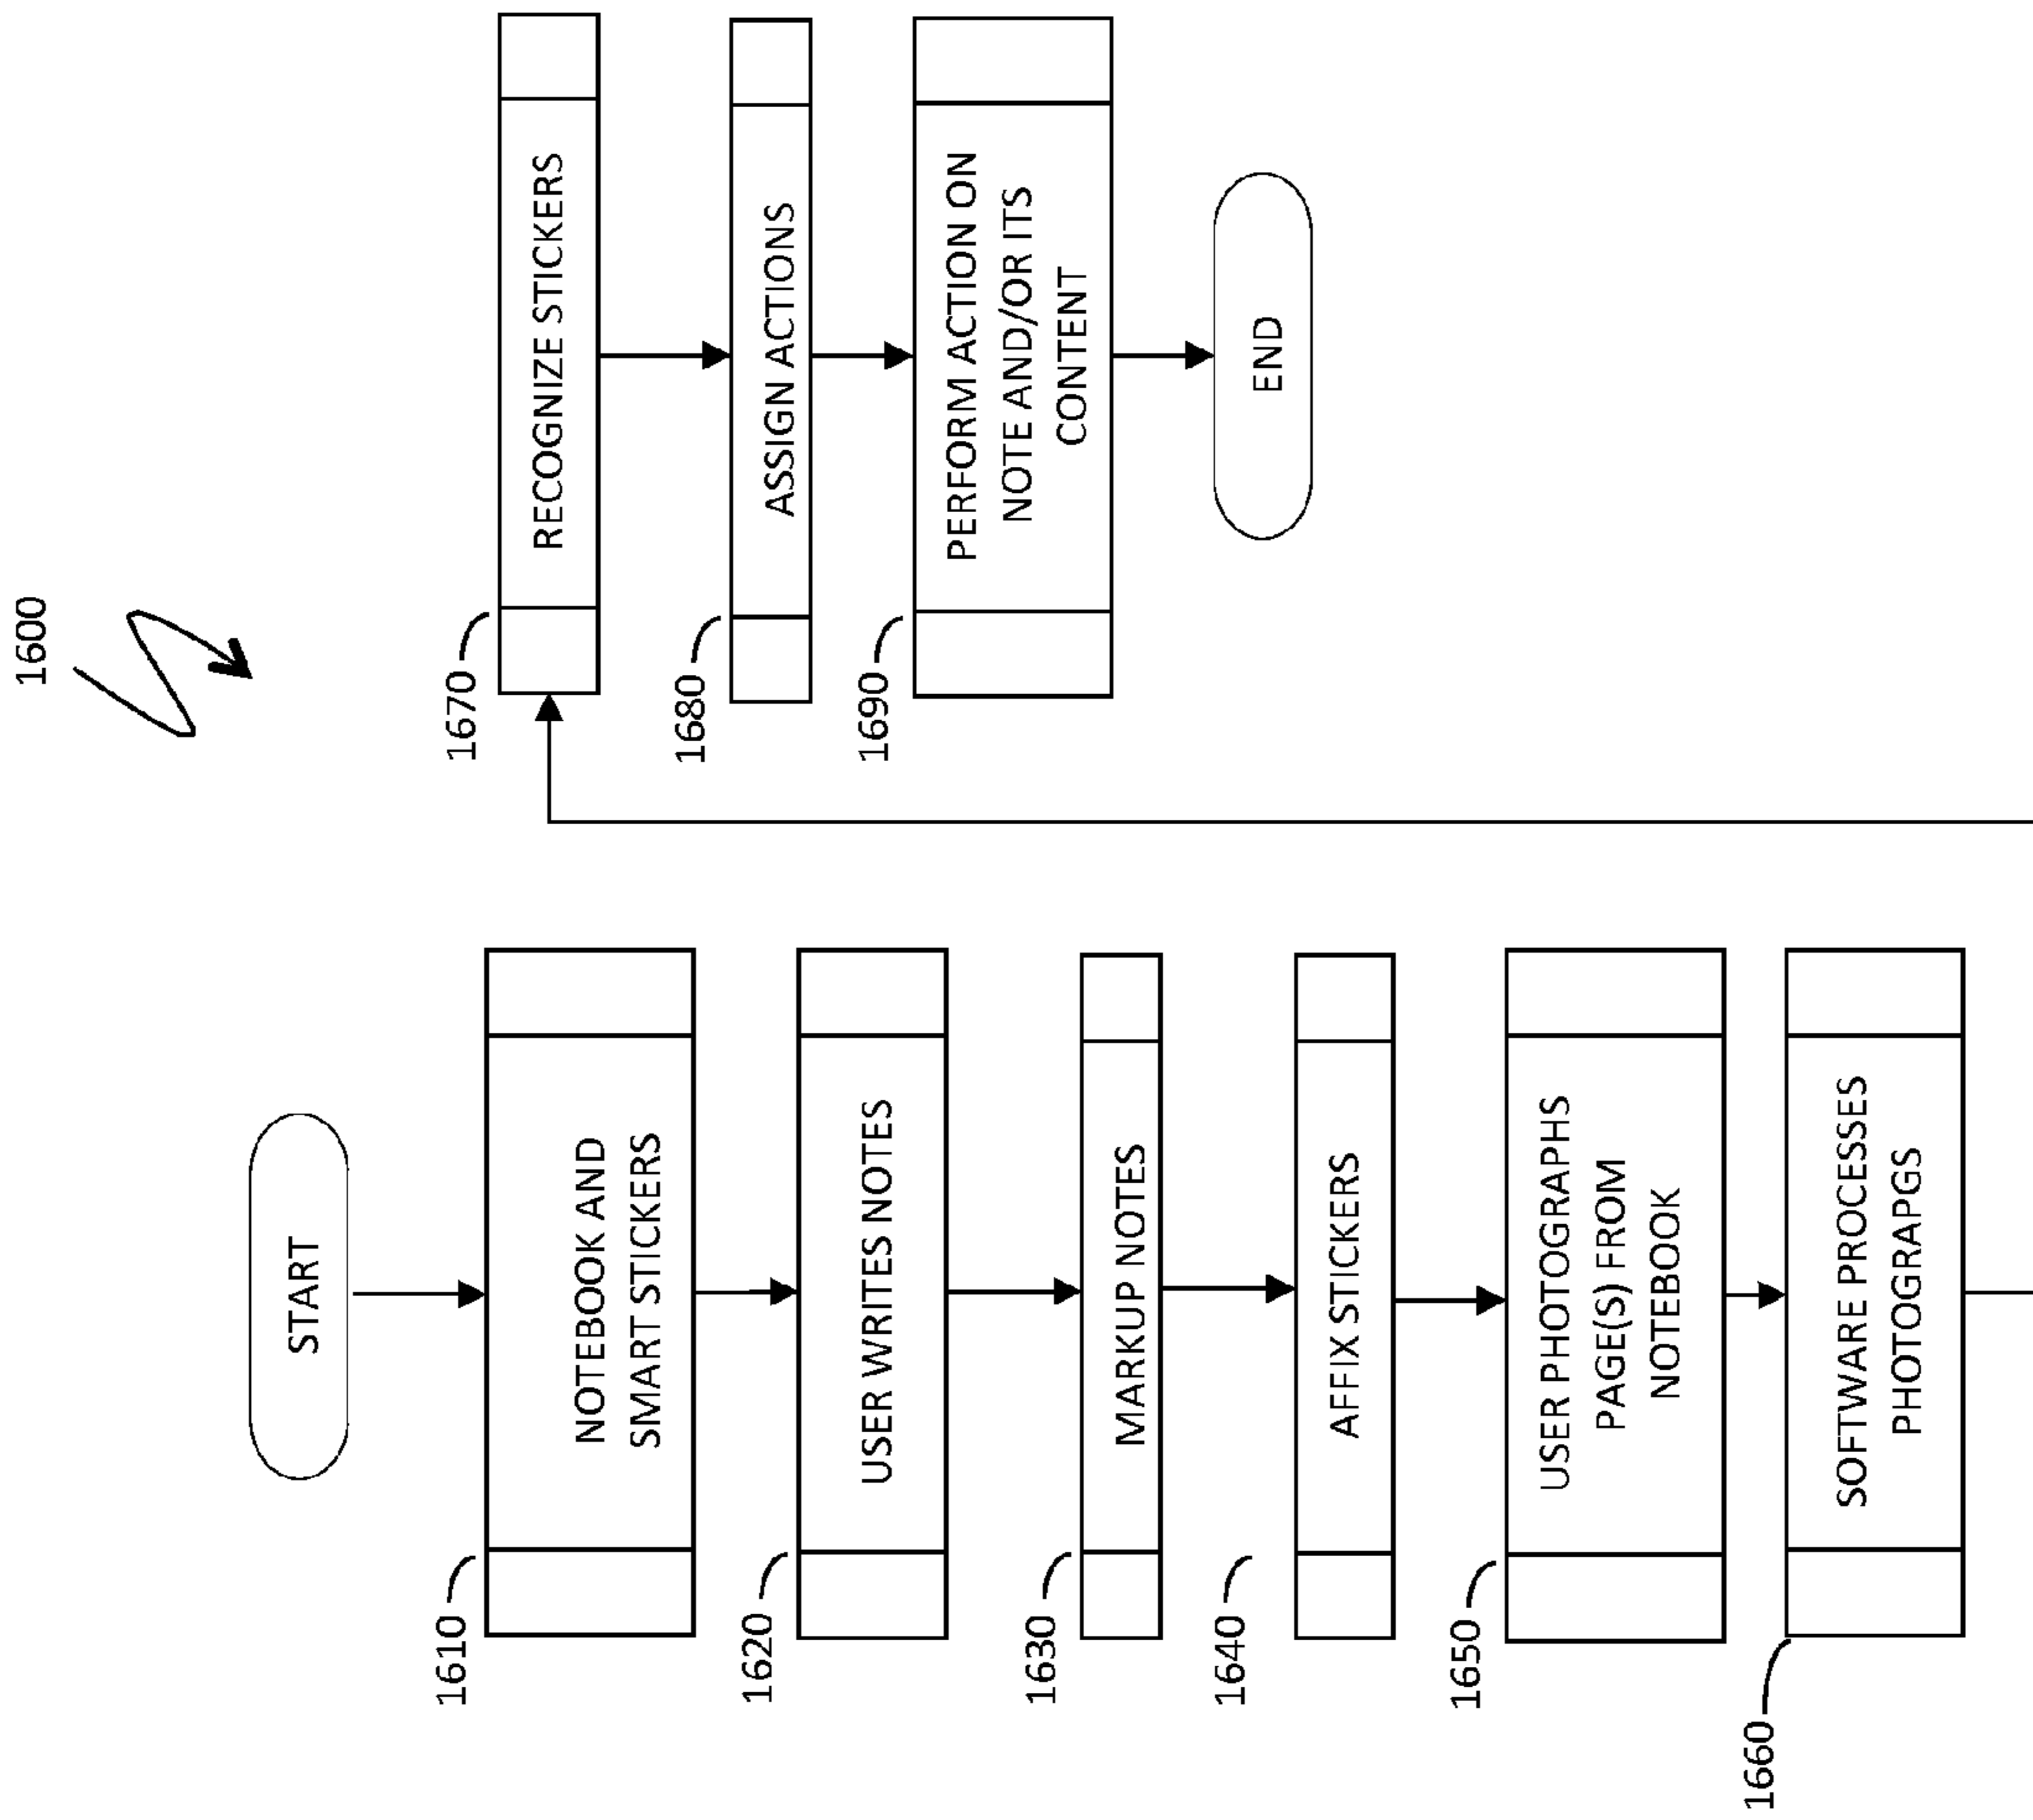 1600
START
1610
NOTEBOOK AND
SMART STICKERS
1620
USER WRITES NOTES
1630
MARKUP NOTES
1640
AFFIX STICKERS
1650
USER PHOTOGRAPHS
PAGE(S) FROM
NOTEBOOK
1660
SOFTWARE PROCESSES
PHOTOGRAPGS
1670
RECOGNIZE STICKERS
1680
ASSIGN ACTIONS
1690
PERFORM ACTION ON
NOTE AND/OR ITS
CONTENT
END